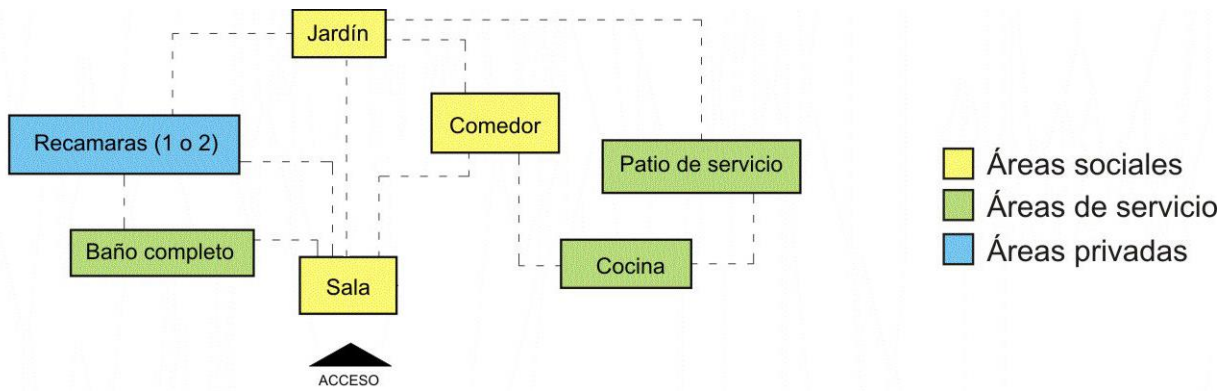 Jardín
Comedor
Recamaras (1 o 2)
Patio de servicio
Baño completo
Cocina
Sala
ACCESO
Áreas sociales
Áreas de servicio
Áreas privadas